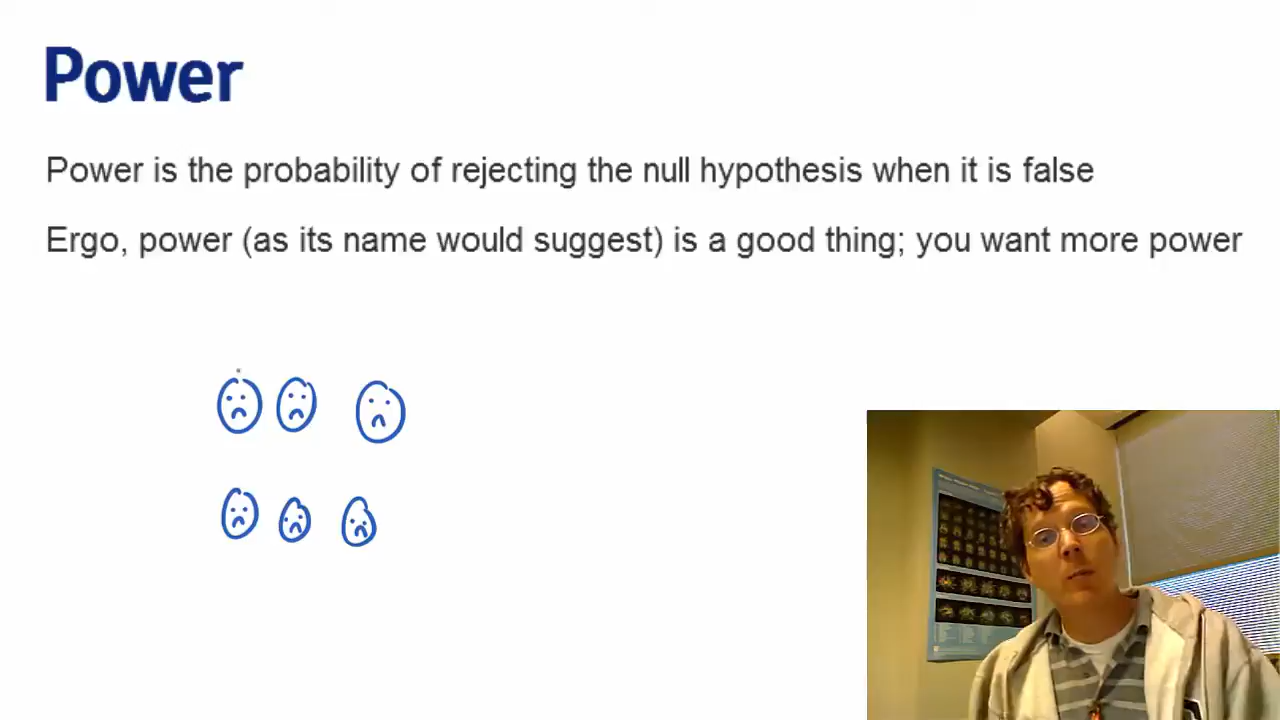 Power
Power is the probability of rejecting the null hypothesis when it is false
Ergo, power (as its name would suggest) is a good thing; you want more power